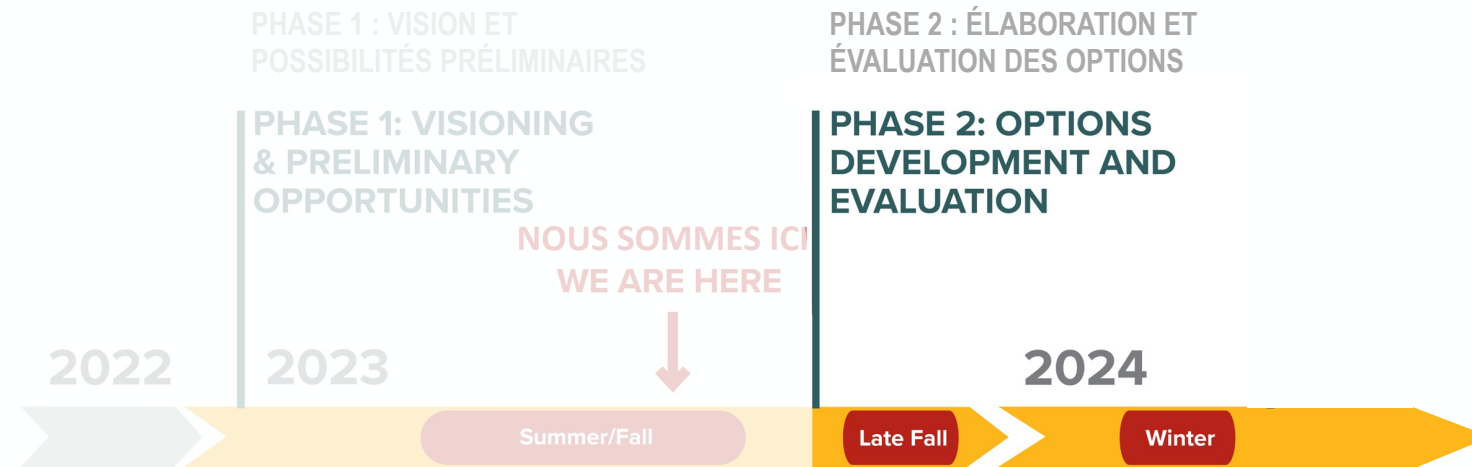 PHASE 1 : VISION ET
POSSIBILITÉS PRÉLIMINAIRES
PHASE 1: VISIONING
& PRELIMINARY
OPPORTUNITIES
NOUS SOMMES ICI
WE ARE HERE
PHASE 2 : ÉLABORATION ET
ÉVALUATION DES OPTIONS
PHASE 2: OPTIONS
DEVELOPMENT AND
EVALUATION
2022
2023
2024
Summer/Fall
Late Fall
Winter